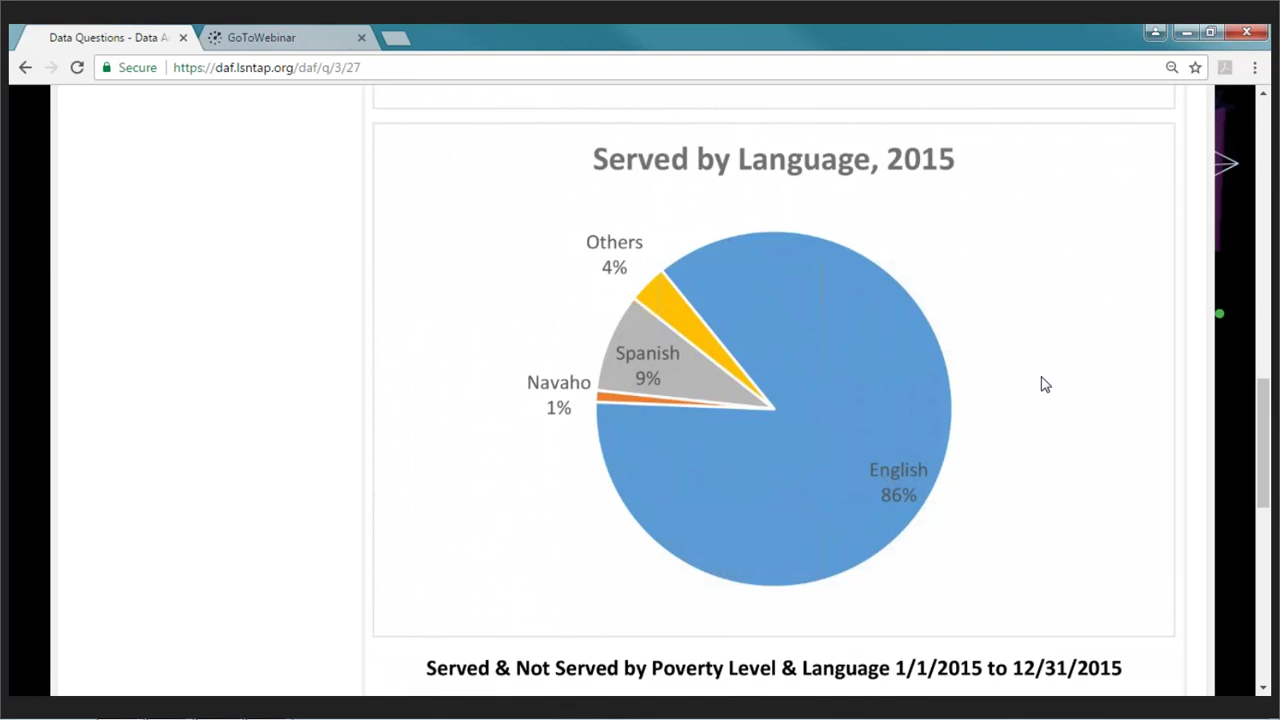 Data Questions - Data A
GoToWebinar
Secure
https://daf.lsntap.org/daf/q/3/27
Served by Language, 2015
Others
4%
Spanish
9%
Navaho
1%
English
86%
Served & Not Served by Poverty Level & Language 1/1/2015 to 12/31/2015